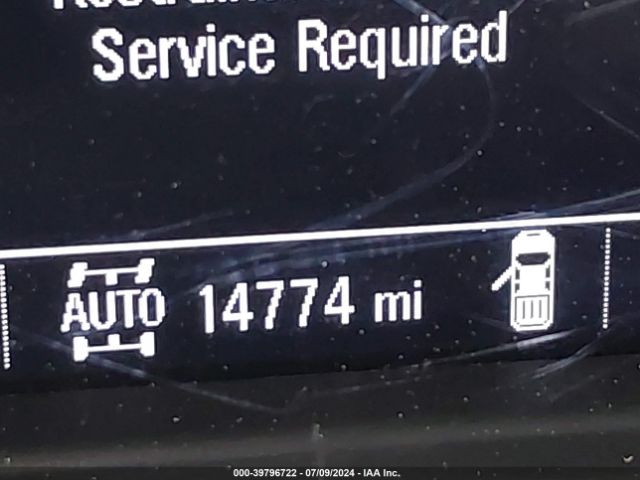 Service Required
AUTO 14774 mi
000-39796722 - 07/09/2024 - IAA Inc.